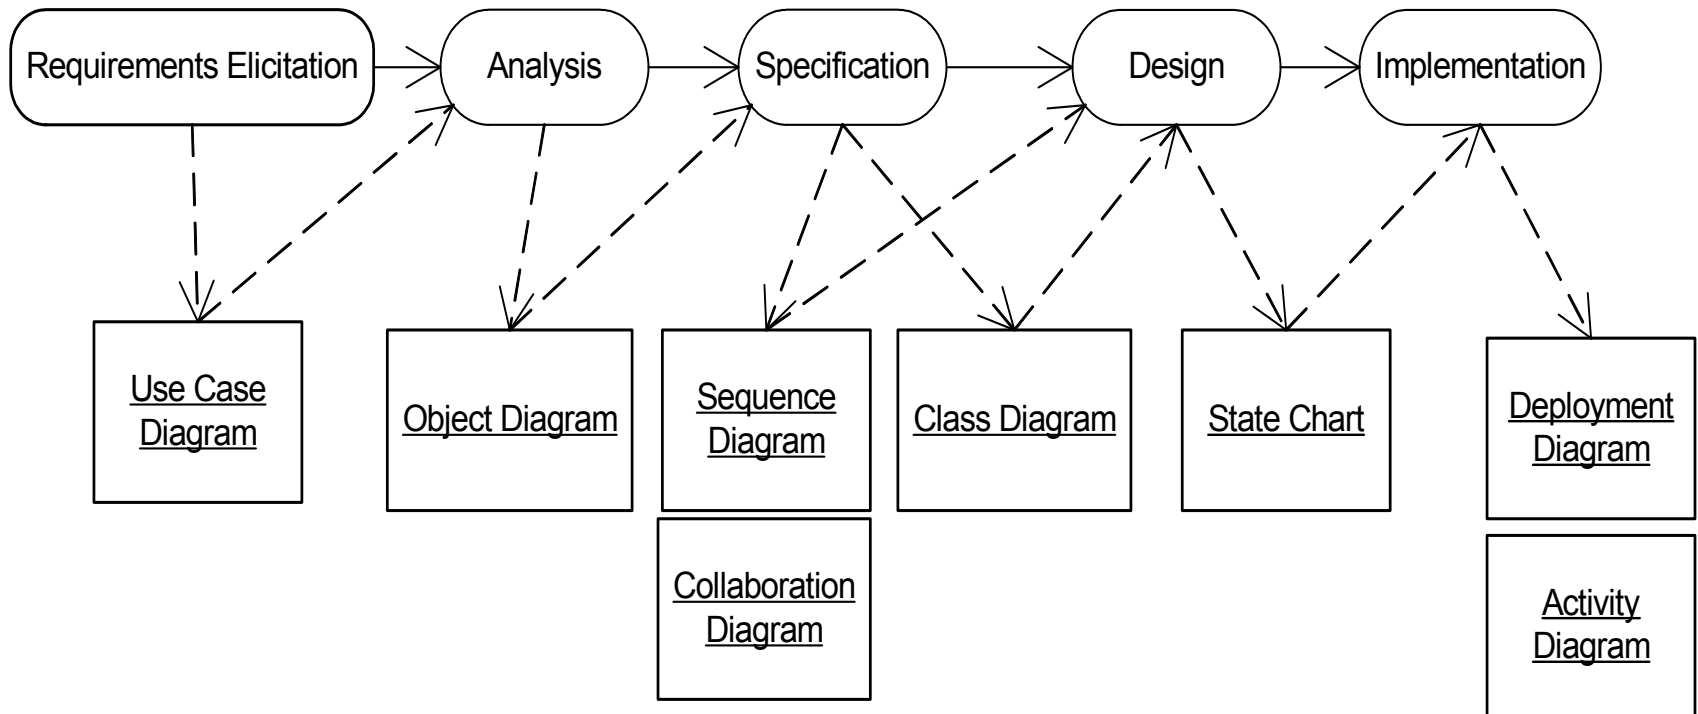 Requirements Elicitation
Analysis
Specification
Design
Implementation
Use Case
Diagram
Object Diagram
Sequence
Diagram
Class Diagram
State Chart
Deployment
Diagram
Collaboration
Diagram
Activity
Diagram